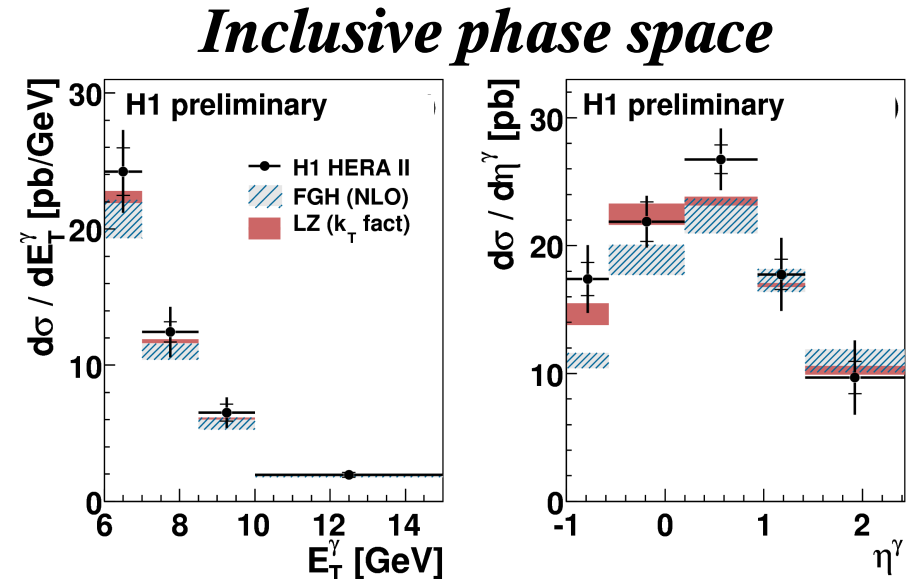 Inclusive phase space
dσ / dE_T^γ [pb/GeV]
30
20
10
0
H1 preliminary
)
H1 HERA II
FGH (NLO)
LZ (k_T fact)
6 8 10 12 14
E_T^γ [GeV]
dσ / dη^γ [pb]
30
20
10
0
H1 preliminary
)
-1 0 1 2
η^γ